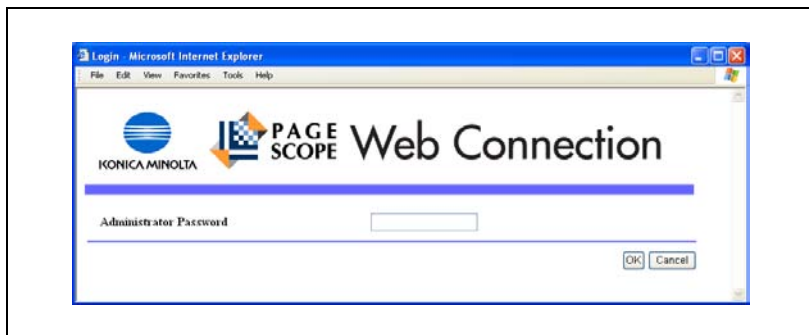 Login - Microsoft Internet Explorer
File Edit View Favorites Tools Help
KONICA MINOLTA
PAGE SCOPE Web Connection
Administrator Password
OK Cancel